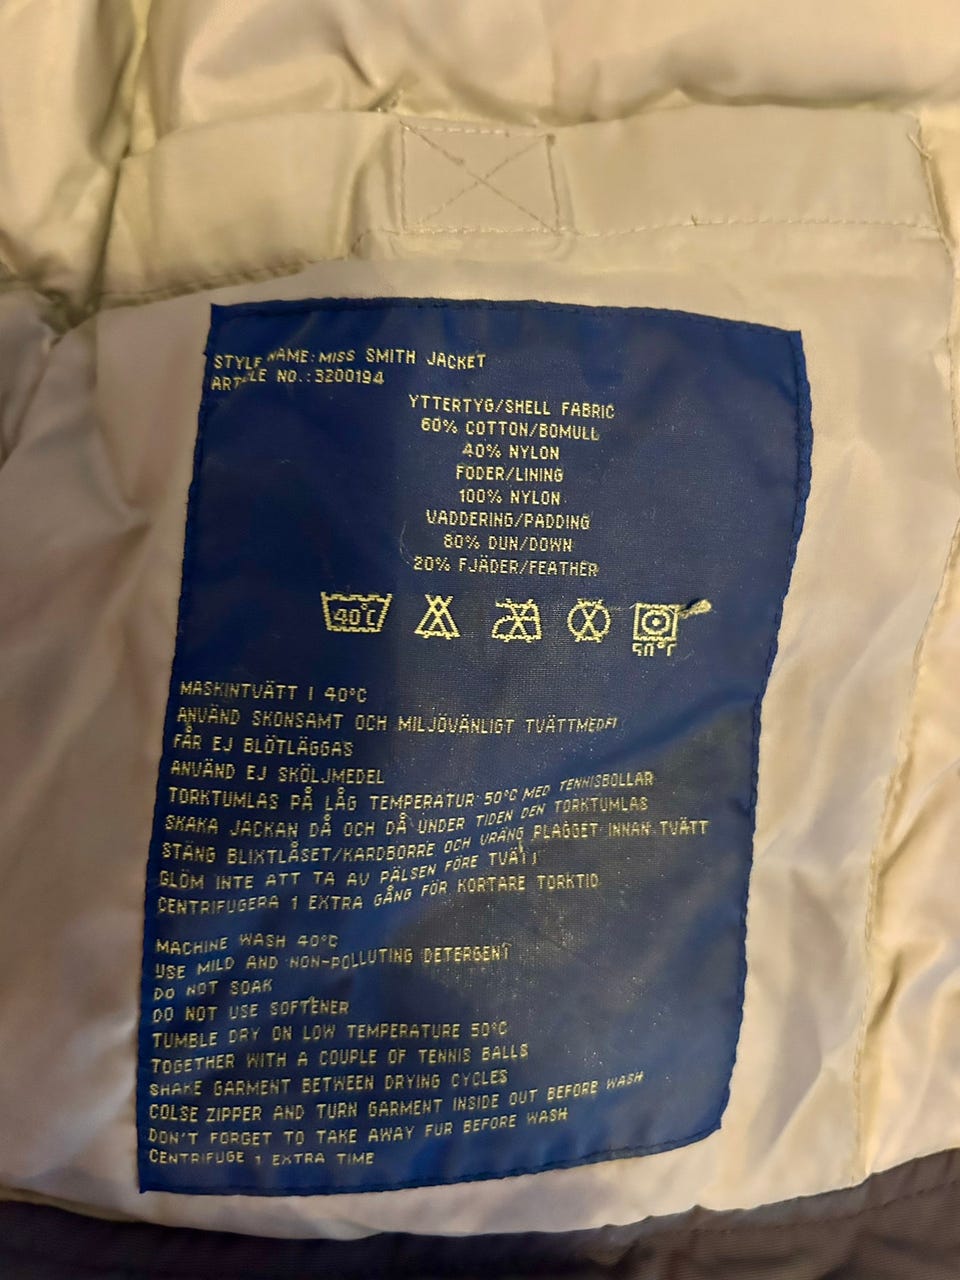 STYLE NAME: MISS SMITH JACKET
ARTICLE NO.: 3200194
YTTERTYG/SHELL FABRIC
60% COTTON/BOMULL
40% NYLON
FODER/LINING
100% NYLON
VADDERING/PADDING
80% DUN/DOWN
20% FJÄDER/FEATHER
40°C
50°C
MASKINTVÄTT I 40°C
ANVÄND SKONSAMT OCH MILJÖVÄNLIGT TVÄTTMEDEL
FÅR EJ BLÖTLÄGGAS
ANVÄND EJ SKÖLJMEDEL
TORKTUMLAS PÅ LÅG TEMPERATUR 50°C MED TENNISBOLLAR
SKAKA JACKAN DÅ OCH DÅ UNDER TIDEN DEN TORKTUMLAS
STÄNG BLIXTLÅSET/KARDBORRE OCH VRÄNG PLAGGET INNAN TVÄTT
GLÖM INTE ATT TA AV PÄLSEN FÖRE TVÄTT
CENTRIFUGERA 1 EXTRA GÅNG FÖR KORTARE TORKTID
MACHINE WASH 40°C
USE MILD AND NON-POLLUTING DETERGENT
DO NOT SOAK
DO NOT USE SOFTENER
TUMBLE DRY ON LOW TEMPERATURE 50°C
TOGETHER WITH A COUPLE OF TENNIS BALLS
SHAKE GARMENT BETWEEN DRYING CYCLES
COLSE ZIPPER AND TURN GARMENT INSIDE OUT BEFORE WASH
DON'T FORGET TO TAKE AWAY FUR BEFORE WASH
CENTRIFUGE 1 EXTRA TIME